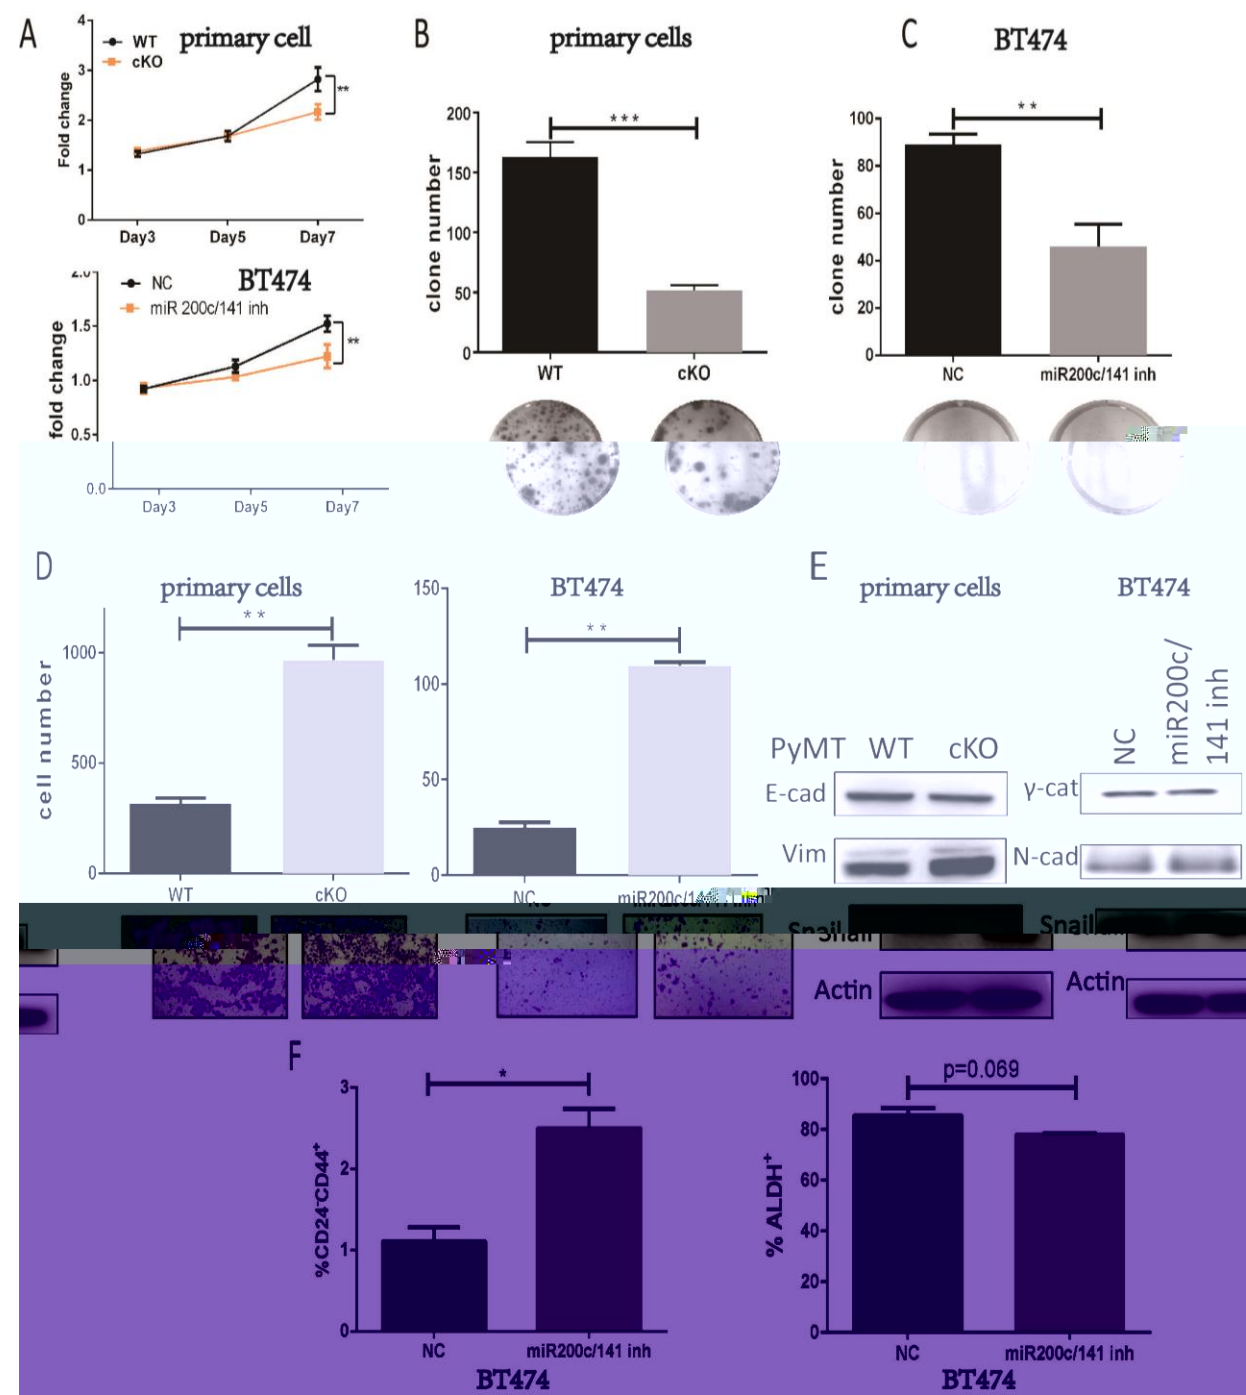 A
primary cell
WT
cKO
4
3
2
1
0
Fold change
**
Day3
Day5
Day7
BT474
NC
miR 200c/141 inh
1.5
1.0
0.5
0.0
fold change
**
Day3
Day5
Day7
B
primary cells
200
150
100
50
0
clone number
***
WT
cKO
C
BT474
100
80
60
40
20
0
clone number
**
NC
miR200c/141 inh
D
primary cells
1000
500
0
cell number
**
WT
cKO
BT474
150
100
50
0
**
NC
E
primary cells
BT474
PyMT WT cKO
NC
miR200c/
141 inh
E-cad
Vim
γ-cat
N-cad
Snail
Actin
Actin
F
3
2
1
0
%CD24-CD44+
*
NC
miR200c/141 inh
BT474
100
80
60
40
20
0
% ALDH+
p=0.069
NC
miR200c/141 inh
BT474